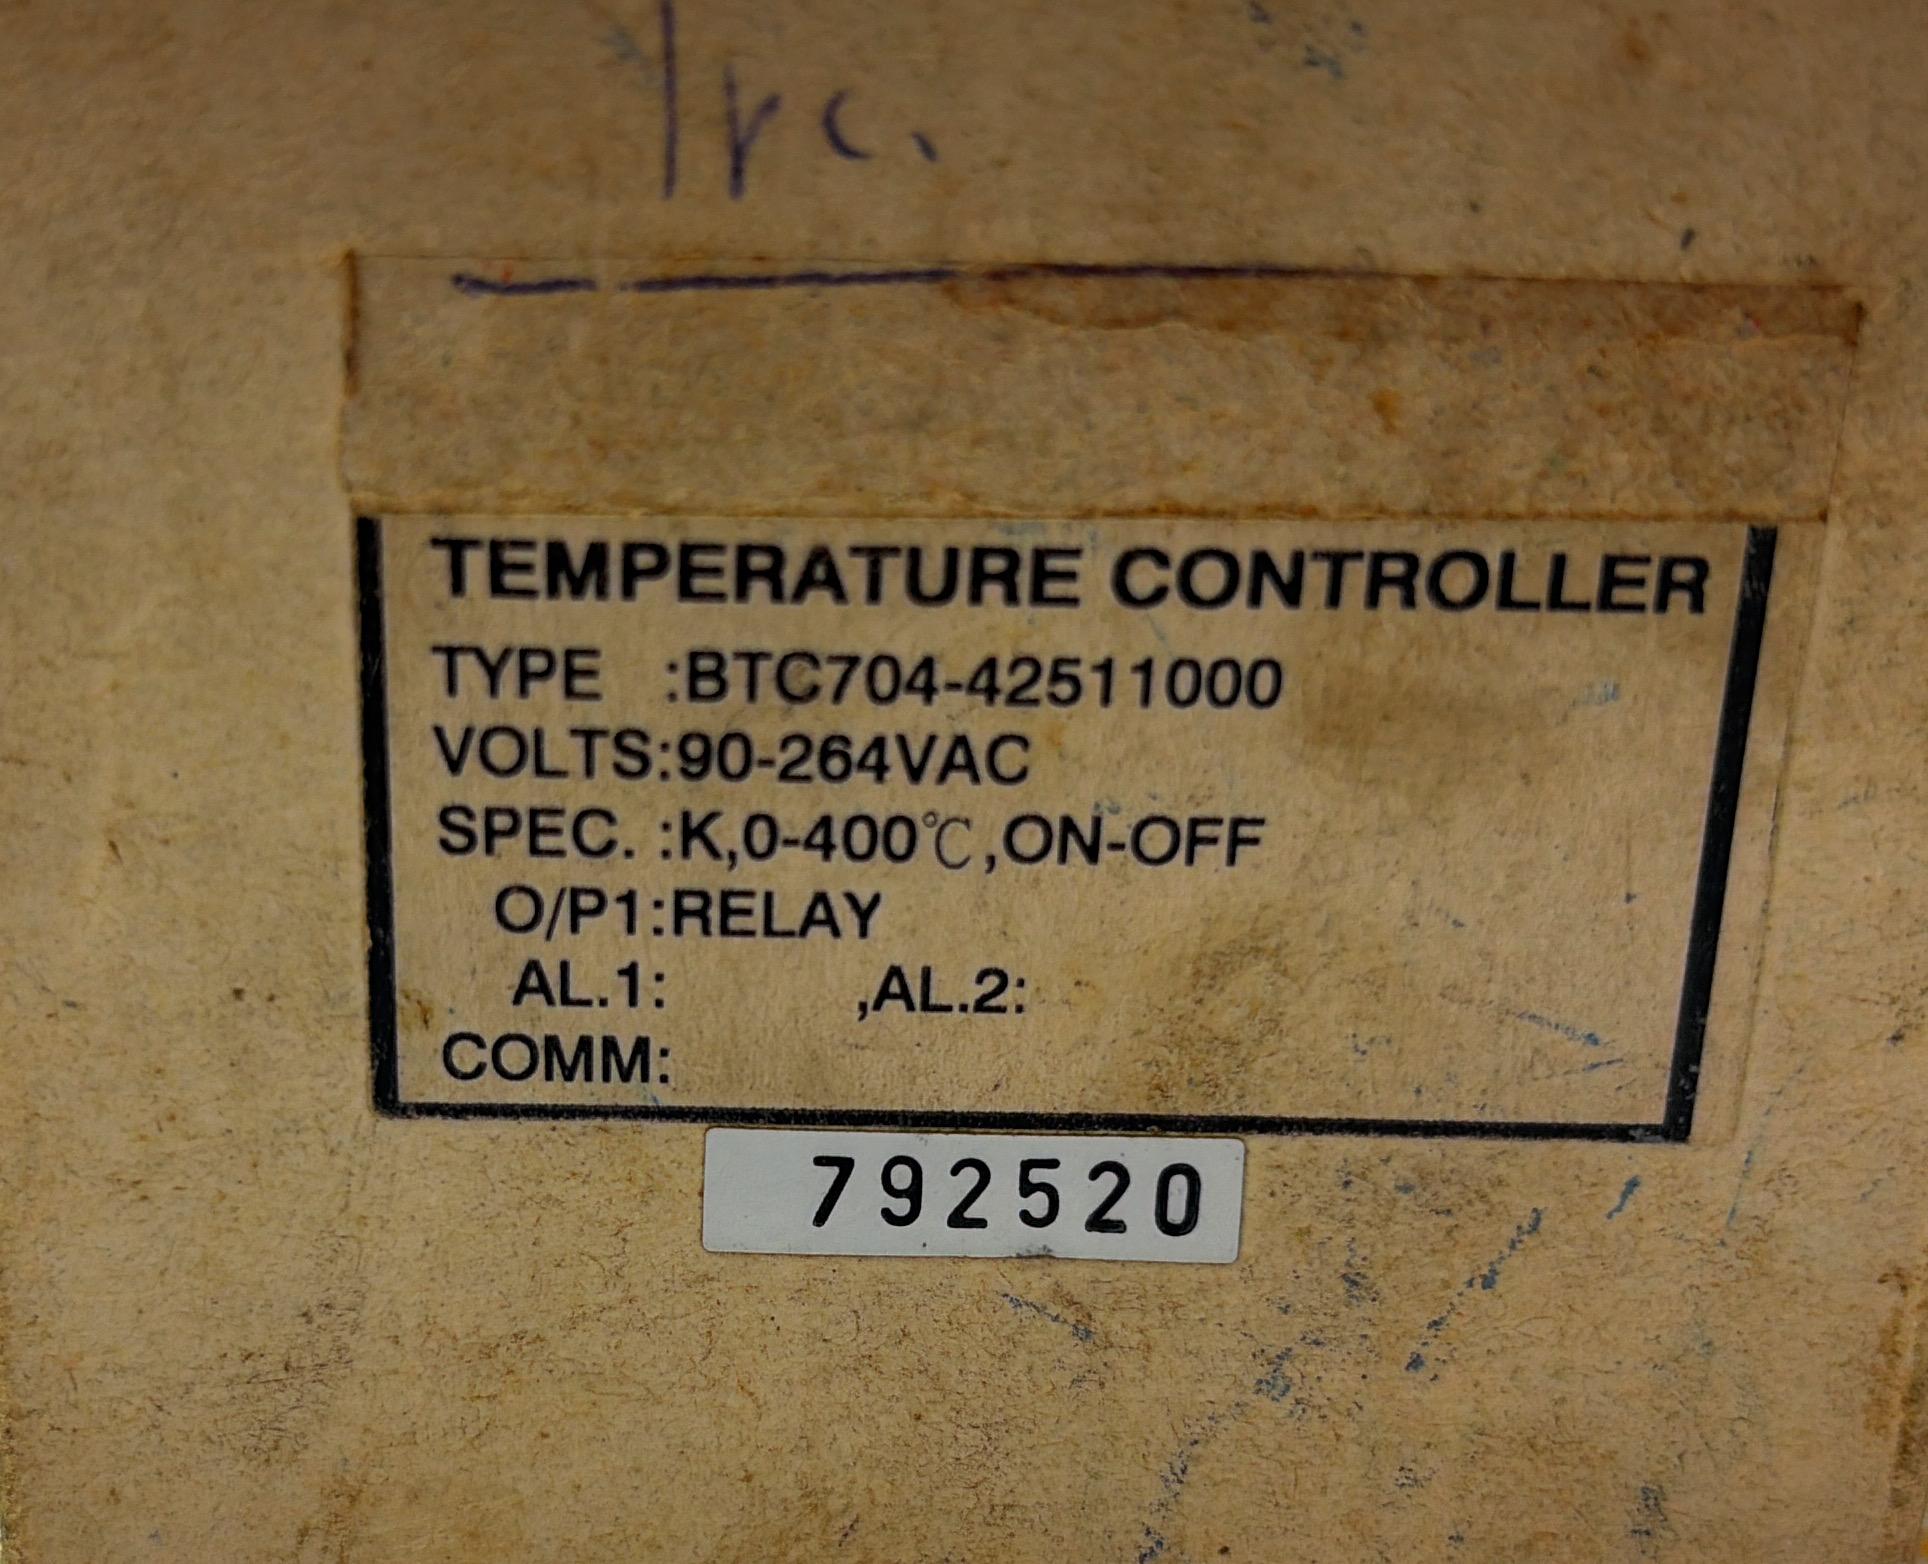 1pc.
TEMPERATURE CONTROLLER
TYPE :BTC704-42511000
VOLTS:90-264VAC
SPEC. :K,0-400℃,ON-OFF
O/P1:RELAY
AL.1: ,AL.2:
COMM:
792520